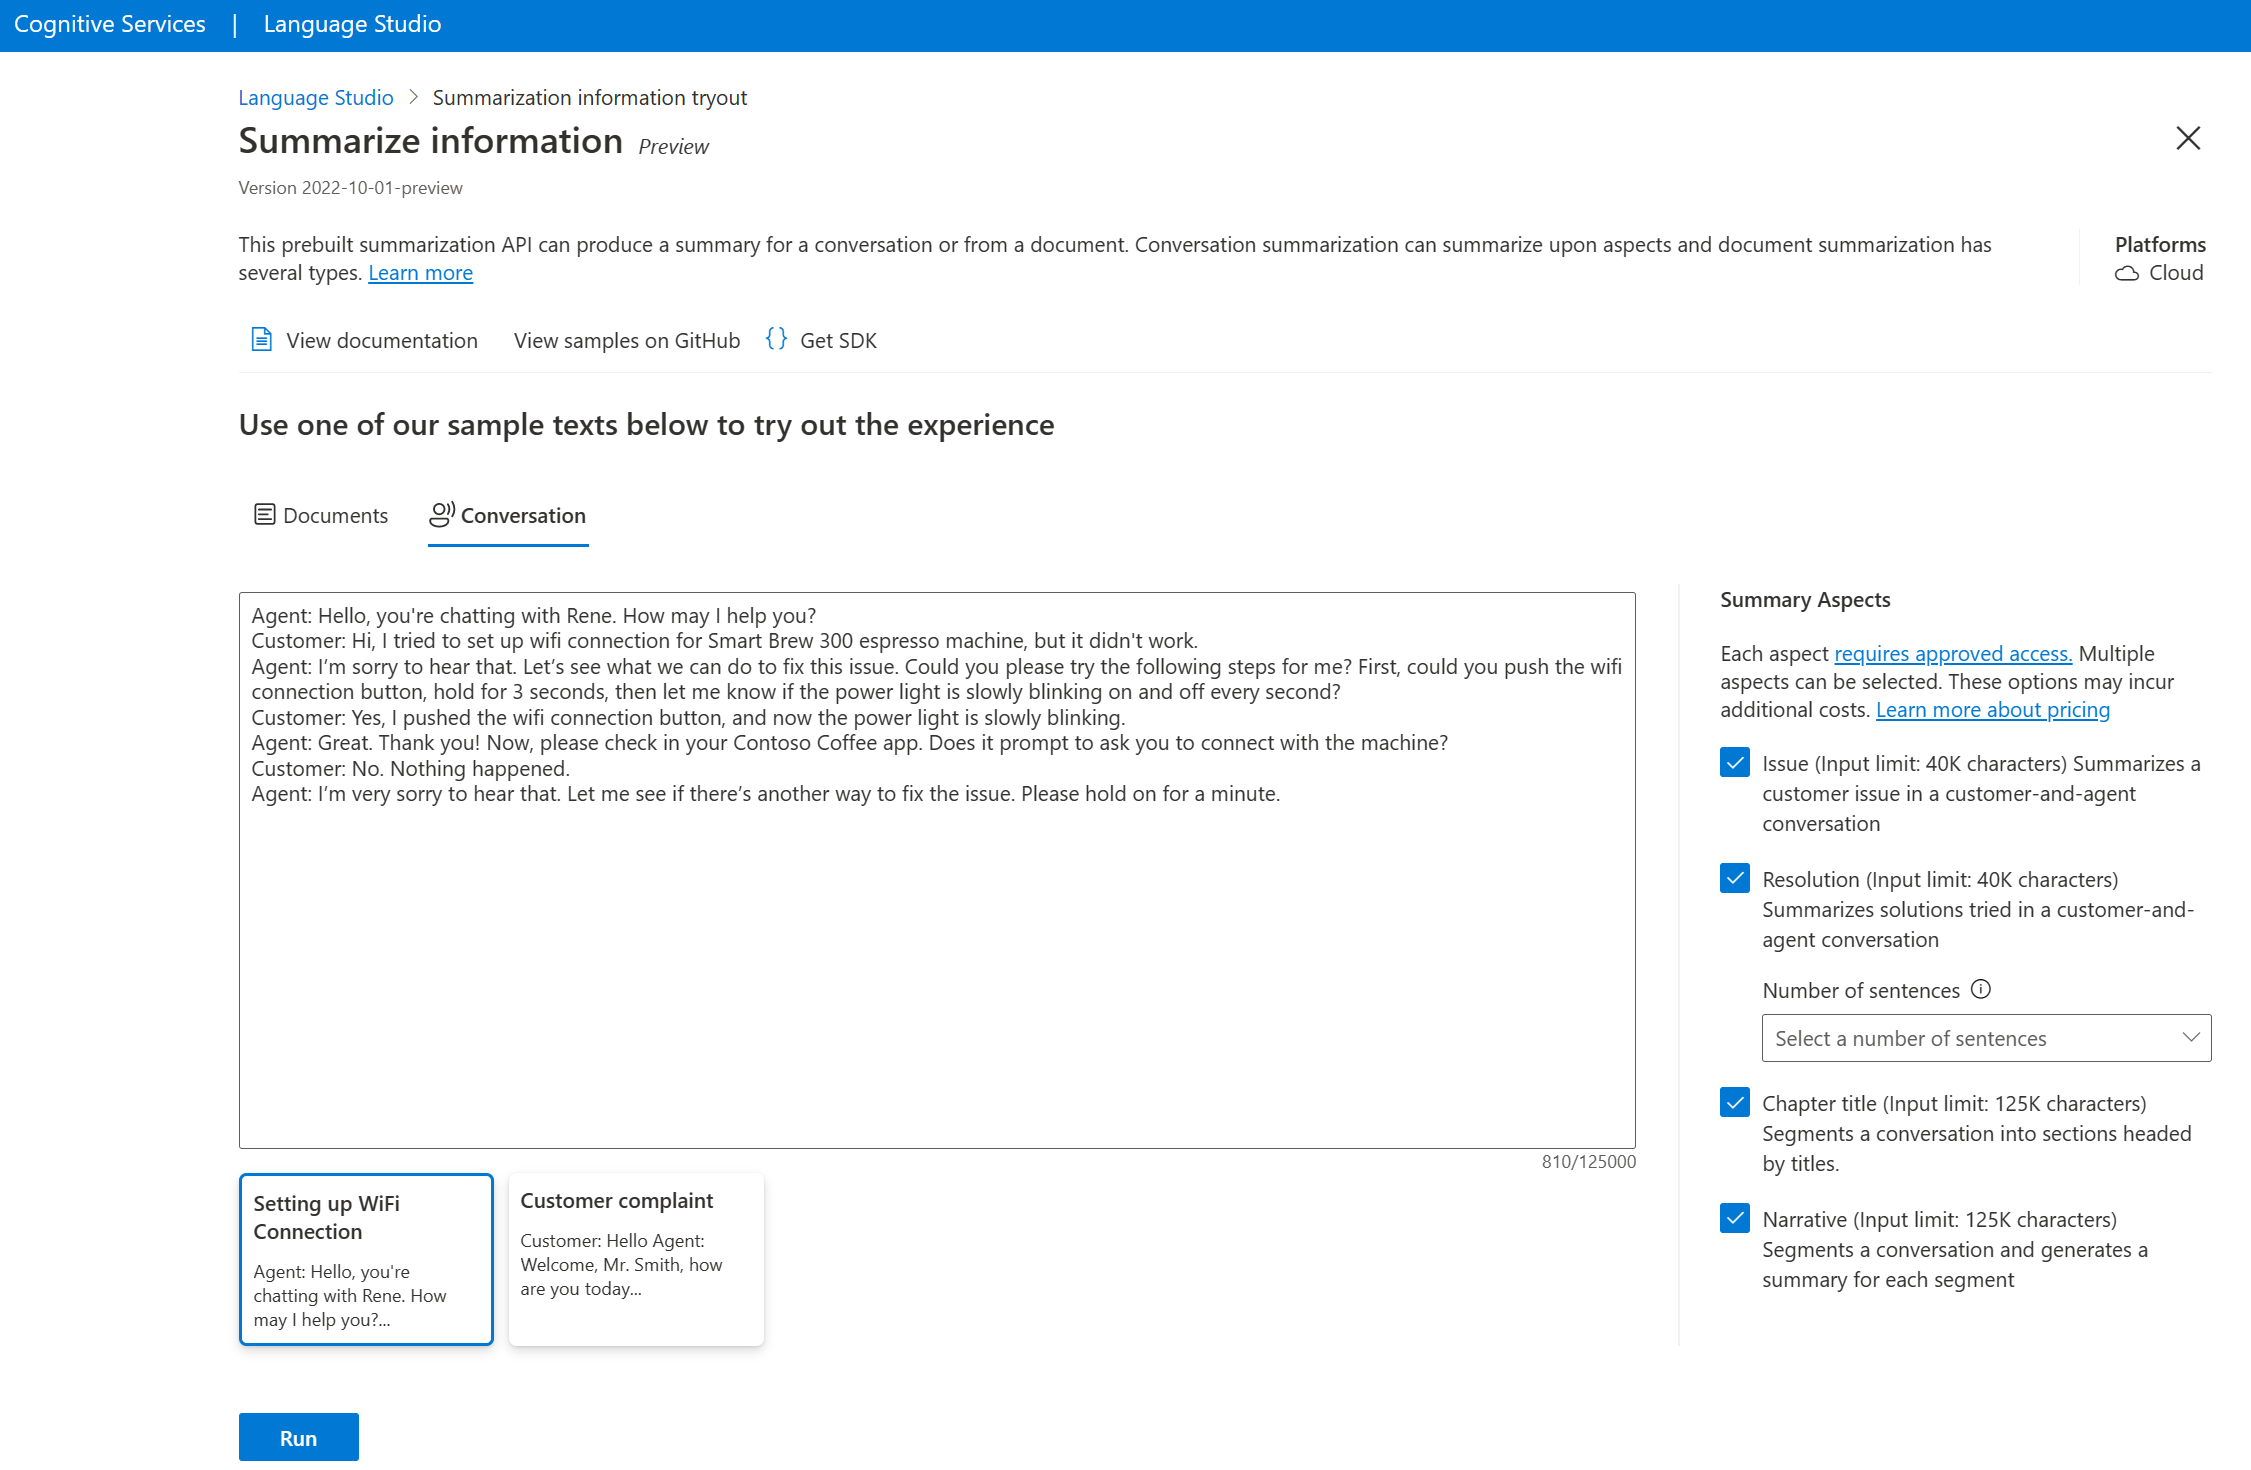 Cognitive Services | Language Studio
Language Studio > Summarization information tryout
Summarize information Preview
Version 2022-10-01-preview
This prebuilt summarization API can produce a summary for a conversation or from a document. Conversation summarization can summarize upon aspects and document summarization has
several types. Learn more
Platforms
Cloud
View documentation View samples on GitHub {} Get SDK
Use one of our sample texts below to try out the experience
Documents Conversation
Agent: Hello, you're chatting with Rene. How may I help you?
Customer: Hi, I tried to set up wifi connection for Smart Brew 300 espresso machine, but it didn't work.
Agent: I’m sorry to hear that. Let’s see what we can do to fix this issue. Could you please try the following steps for me? First, could you push the wifi
connection button, hold for 3 seconds, then let me know if the power light is slowly blinking on and off every second?
Customer: Yes, I pushed the wifi connection button, and now the power light is slowly blinking.
Agent: Great. Thank you! Now, please check in your Contoso Coffee app. Does it prompt to ask you to connect with the machine?
Customer: No. Nothing happened.
Agent: I’m very sorry to hear that. Let me see if there’s another way to fix the issue. Please hold on for a minute.
810/125000
Setting up WiFi
Connection
Agent: Hello, you're
chatting with Rene. How
may I help you?...
Customer complaint
Customer: Hello Agent:
Welcome, Mr. Smith, how
are you today...
Run
Summary Aspects
Each aspect requires approved access. Multiple
aspects can be selected. These options may incur
additional costs. Learn more about pricing
Issue (Input limit: 40K characters) Summarizes a
customer issue in a customer-and-agent
conversation
Resolution (Input limit: 40K characters)
Summarizes solutions tried in a customer-and-
agent conversation
Number of sentences
Select a number of sentences
Chapter title (Input limit: 125K characters)
Segments a conversation into sections headed
by titles.
Narrative (Input limit: 125K characters)
Segments a conversation and generates a
summary for each segment